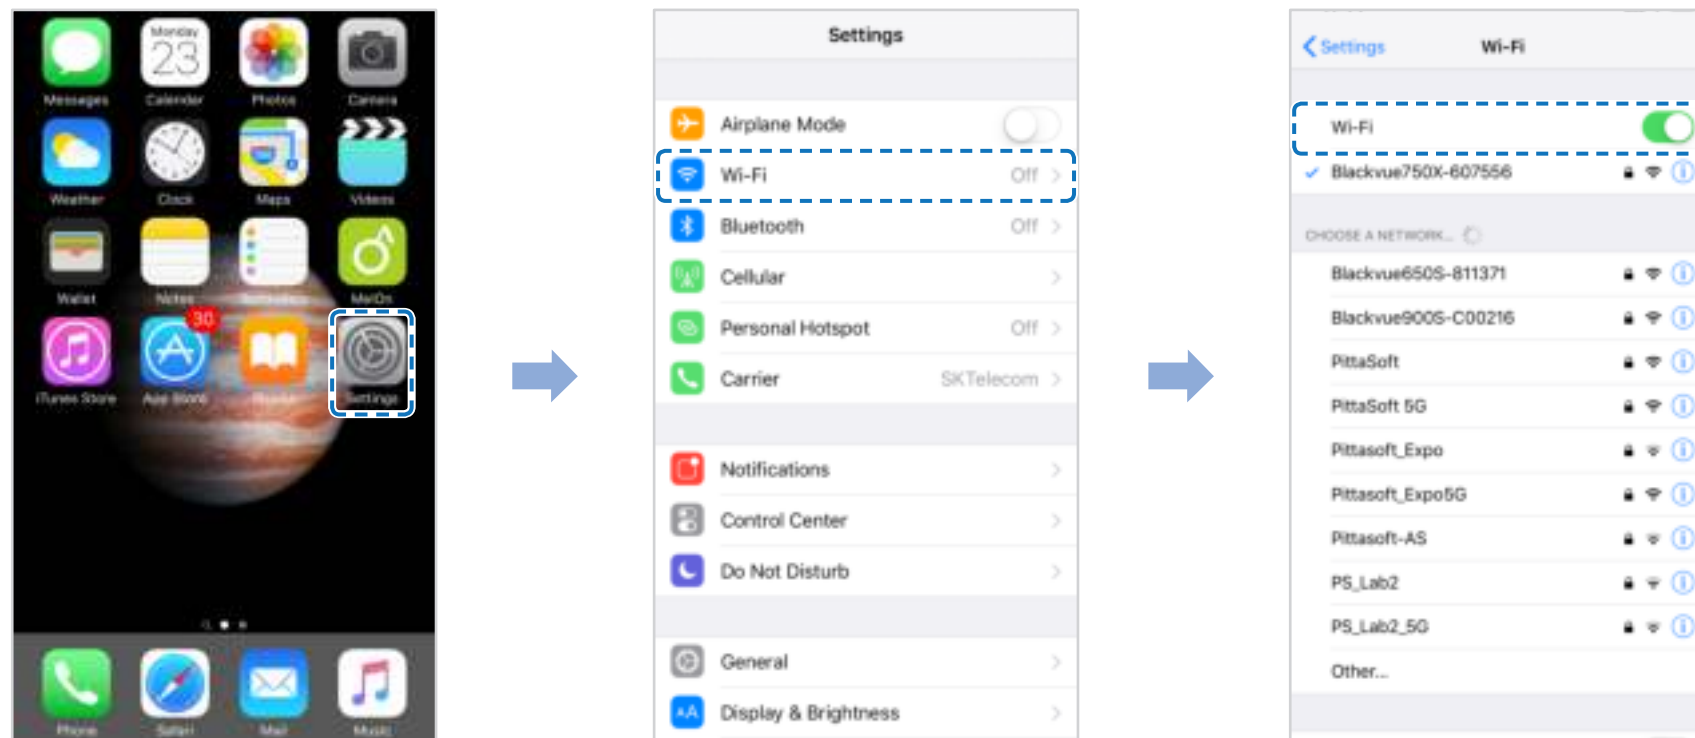 Monday
23
Messages
Calendar
Photos
Camera
Weather
Clock
Maps
Videos
Wallet
Notes
MelOn
30
iTunes Store
App Store
Settings
Phone
Safari
Mail
Music
Settings
Airplane Mode
Wi-Fi Off
Bluetooth Off
Cellular
Personal Hotspot Off
Carrier SKTelecom
Notifications
Control Center
Do Not Disturb
General
AA Display & Brightness
Settings Wi-Fi
Wi-Fi
Blackvue750X-607556
CHOOSE A NETWORK...
Blackvue650S-811371
Blackvue900S-C00216
PittaSoft
PittaSoft 5G
Pittasoft_Expo
Pittasoft_Expo5G
Pittasoft-AS
PS_Lab2
PS_Lab2_5G
Other...